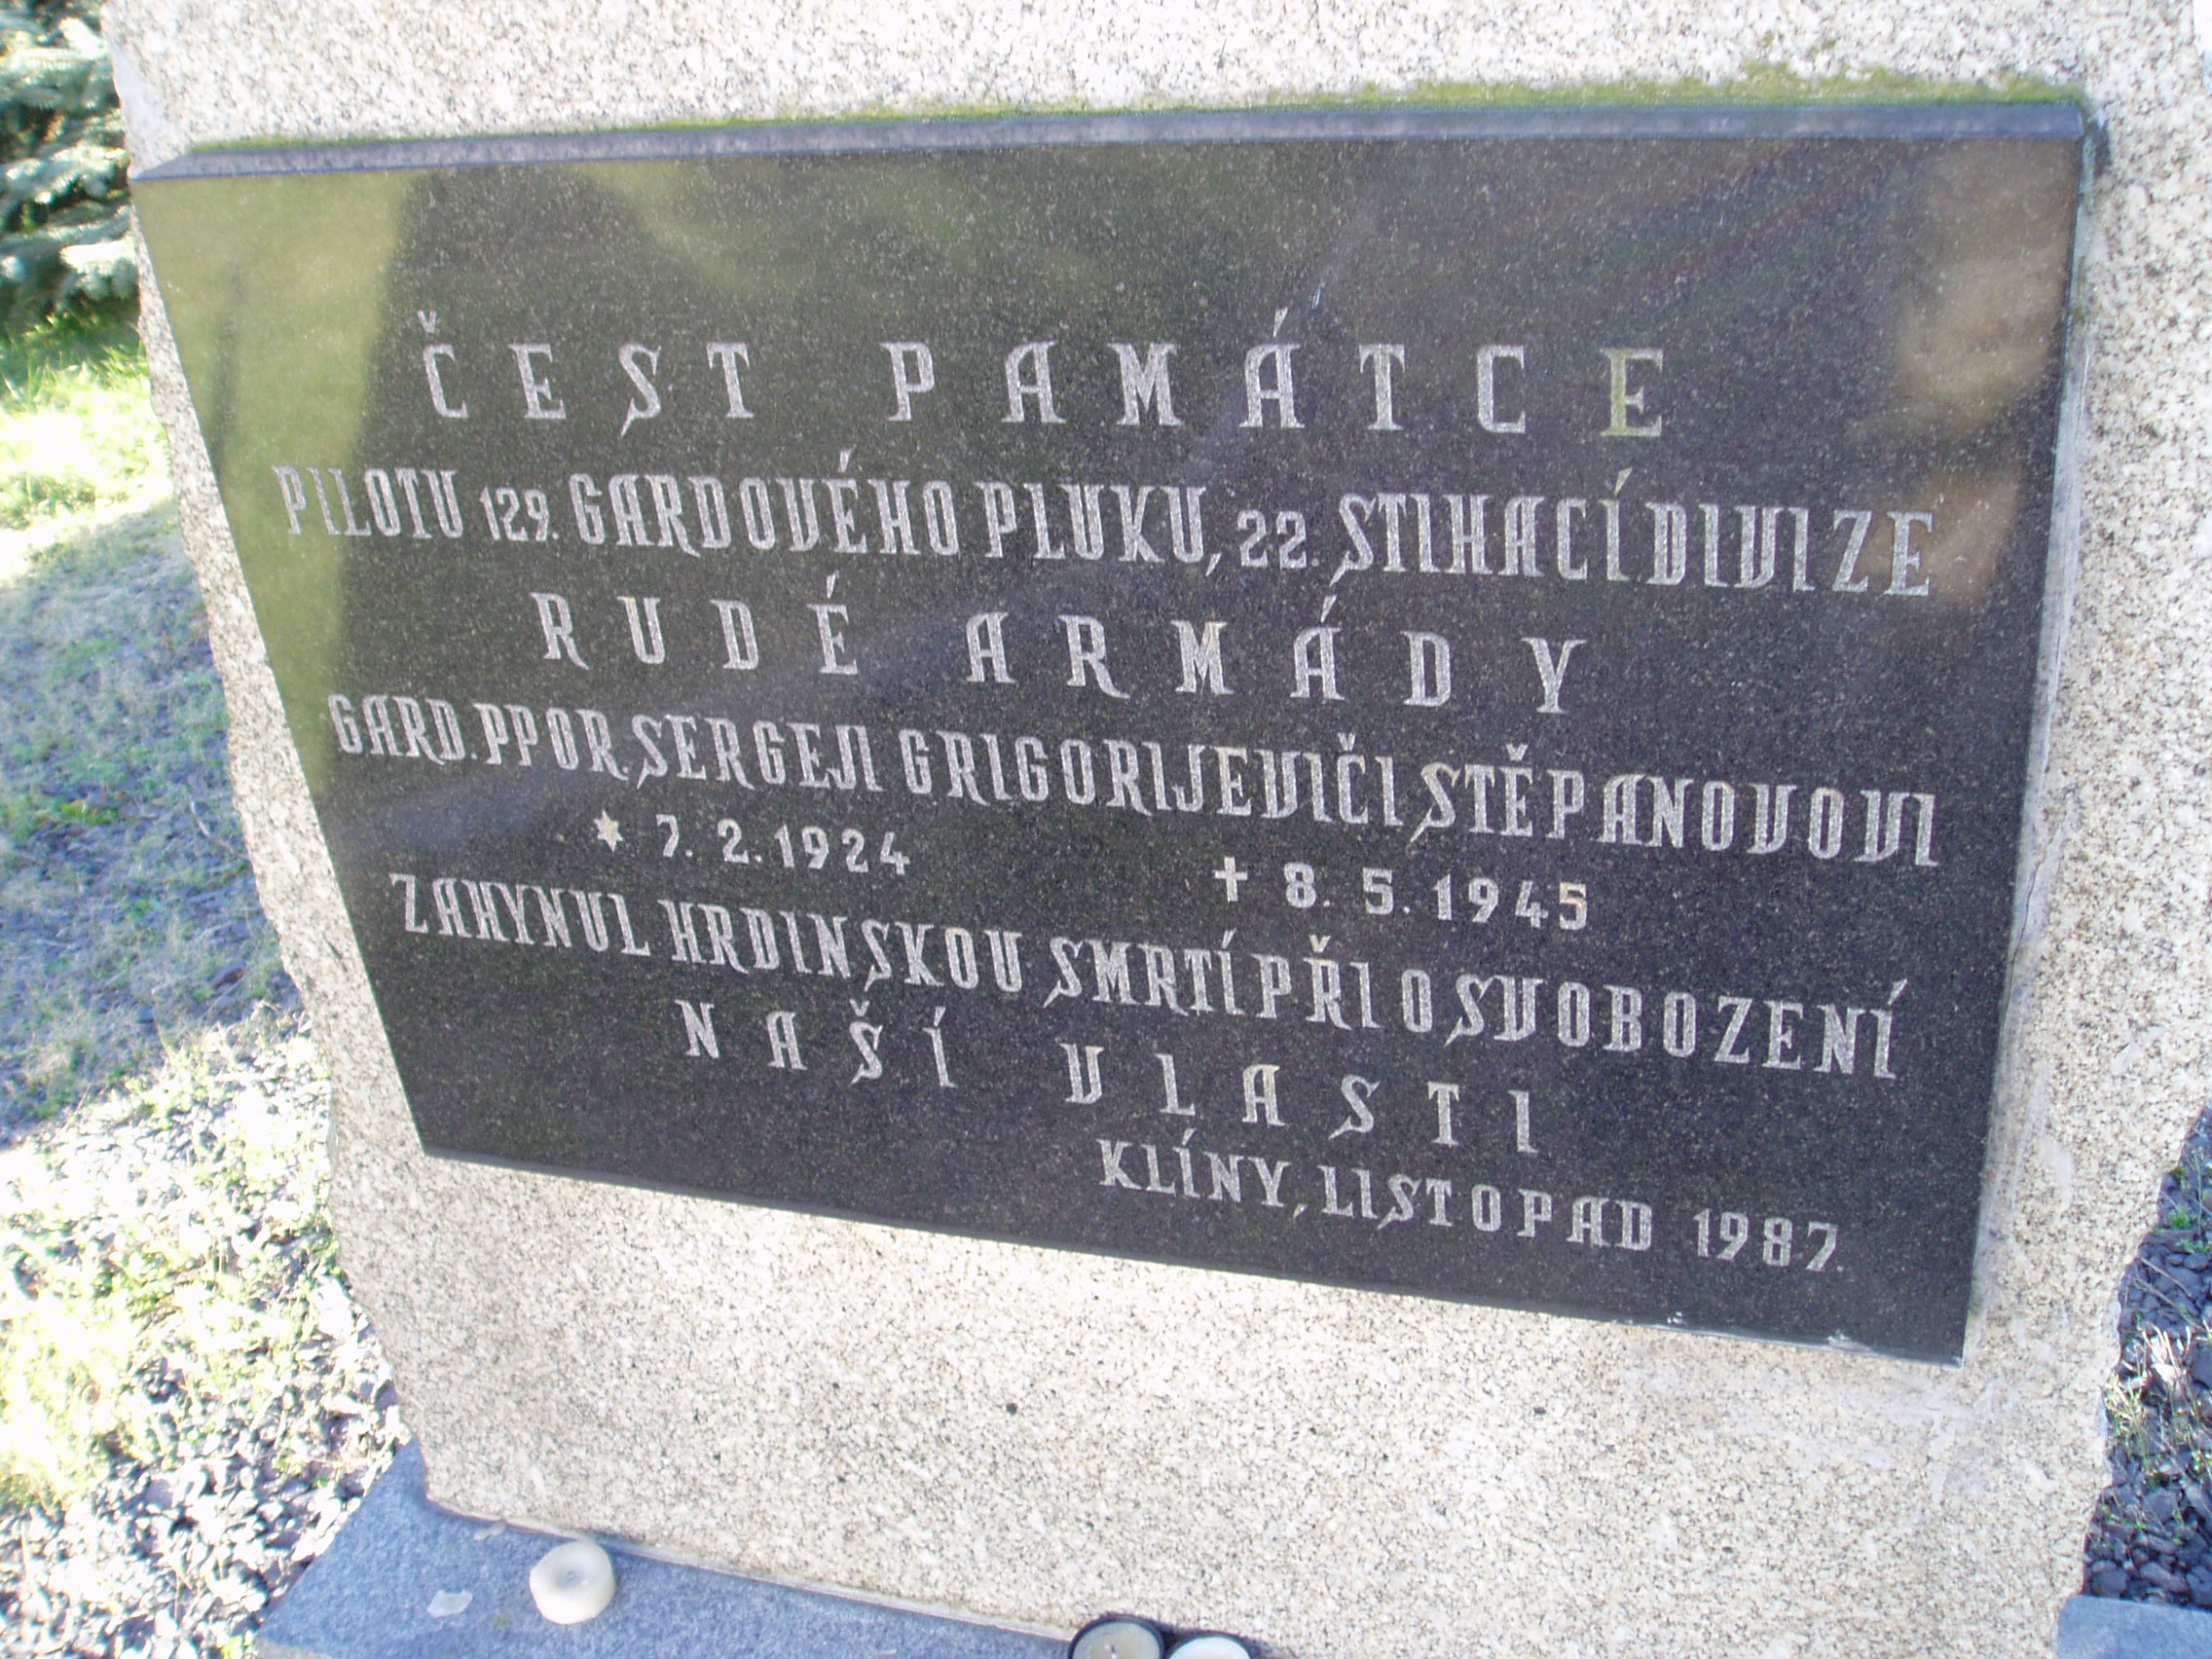 ČEST PAMÁTCE
PILOTU 129. GARDOVÉHO PLUKU, 22. STIHACÍ DIVIZE
RUDÉ ARMÁDY
GARD. PPOR. SERGEJI GRIGORIJEVIČI STĚPANOVOVI
* 7. 2. 1924 † 8. 5. 1945
ZAHYNUL HRDINSKOU SMRTÍ PŘI OSVOBOZENÍ
NAŠÍ VLASTI
KLÍNY, LISTOPAD 1987.